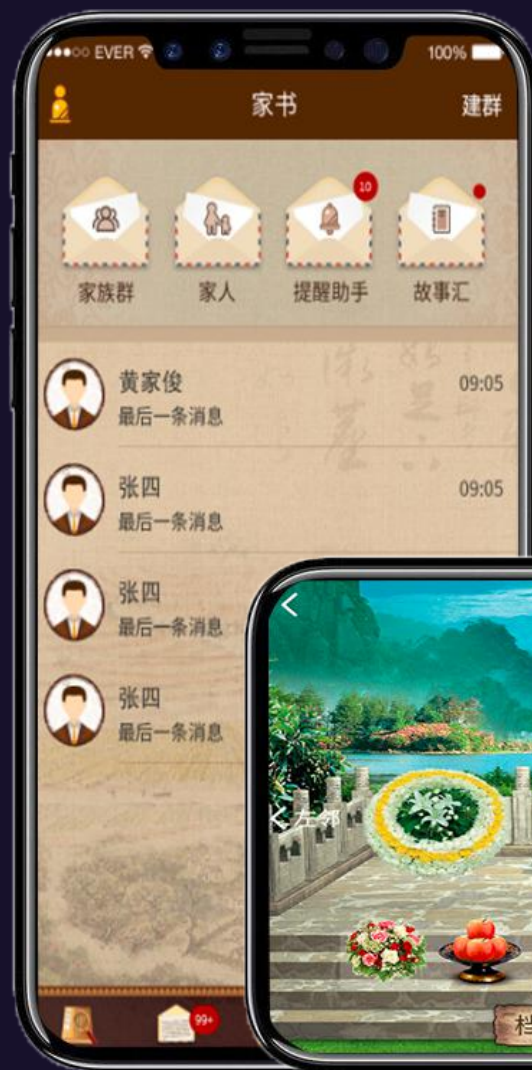 EVER
100%
家书
建群
10
家族群
家人
提醒助手
故事汇
黄家俊
09:05
最后一条消息
张四
09:05
最后一条消息
张四
最后一条消息
张四
最后一条消息
99+
左邻
档